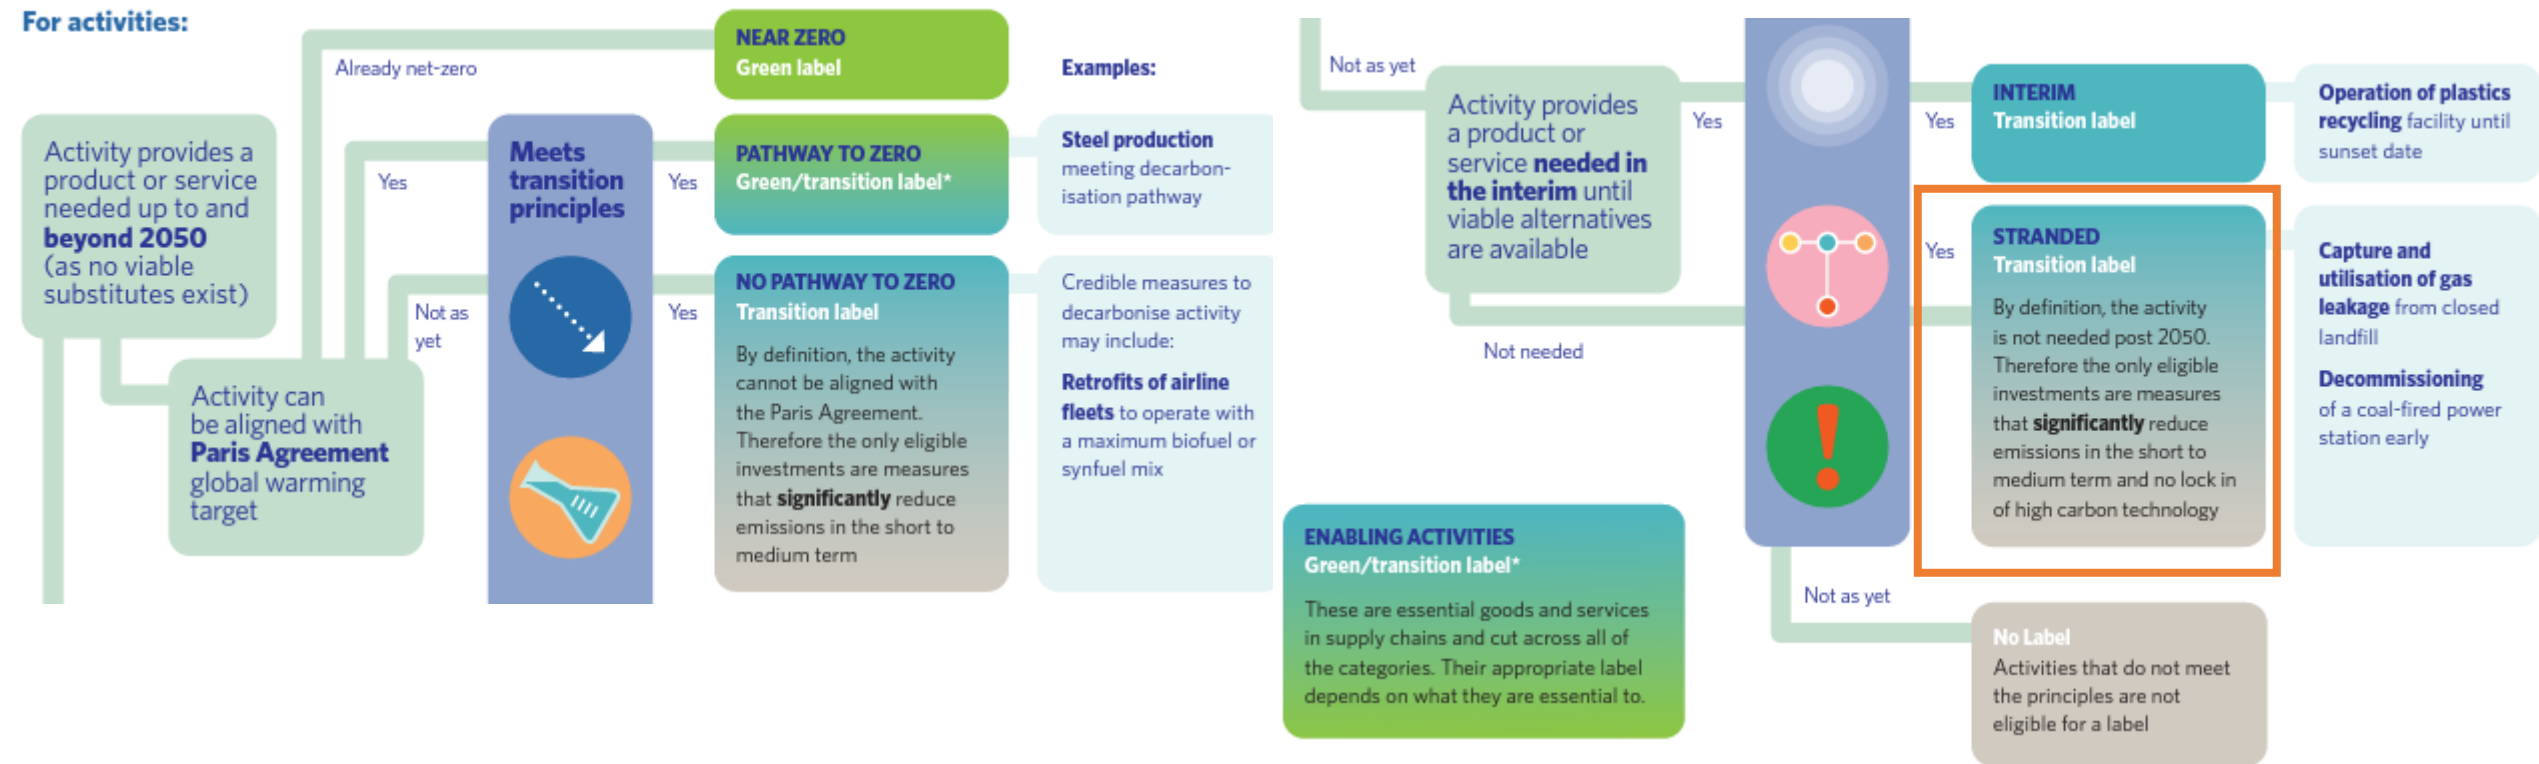 For activities:
Already net-zero
NEAR ZERO
Green label
Examples:
Activity provides a
product or service
needed up to and
beyond 2050
(as no viable
substitutes exist)
Yes
Not as
yet
Activity can
be aligned with
Paris Agreement
global warming
target
Meets
transition
principles
Yes
PATHWAY TO ZERO
Green/transition label*
Steel production
meeting decarbon-
isation pathway
Yes
NO PATHWAY TO ZERO
Transition label
By definition, the activity
cannot be aligned with
the Paris Agreement.
Therefore the only eligible
investments are measures
that significantly reduce
emissions in the short to
medium term
Credible measures to
decarbonise activity
may include:
Retrofits of airline
fleets to operate with
a maximum biofuel or
synfuel mix
Not as yet
Activity provides
a product or
service needed in
the interim until
viable alternatives
are available
Yes
Not needed
Yes
INTERIM
Transition label
Operation of plastics
recycling facility until
sunset date
Yes
STRANDED
Transition label
By definition, the activity
is not needed post 2050.
Therefore the only eligible
investments are measures
that significantly reduce
emissions in the short to
medium term and no lock in
of high carbon technology
Capture and
utilisation of gas
leakage from closed
landfill
Decommissioning
of a coal-fired power
station early
ENABLING ACTIVITIES
Green/transition label*
These are essential goods and services
in supply chains and cut across all of
the categories. Their appropriate label
depends on what they are essential to.
Not as yet
No Label
Activities that do not meet
the principles are not
eligible for a label